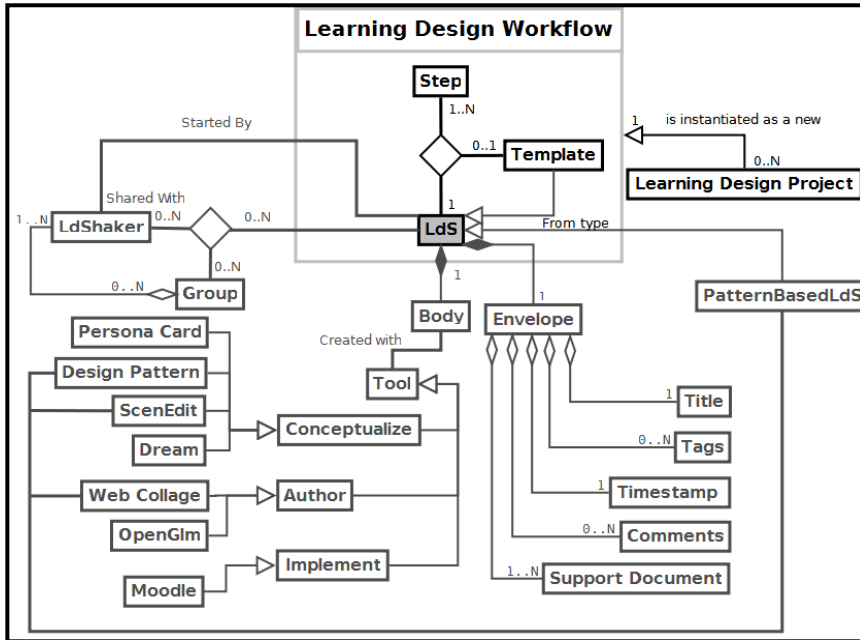 Learning Design Workflow
Step
1..N
Started By
1
is instantiated as a new
0..1
Template
0..N
Learning Design Project
Shared With
1..N
LdShaker
0..N
0..N
1
LdS
From type
0..N
0..N
Group
1
PatternBasedLdS
1
Body
Envelope
Persona Card
Created with
Design Pattern
Tool
ScenEdit
1
Title
Conceptualize
Dream
0..N
Tags
Web Collage
Author
1
Timestamp
OpenGlm
0..N
Comments
Implement
1..N
Support Document
Moodle